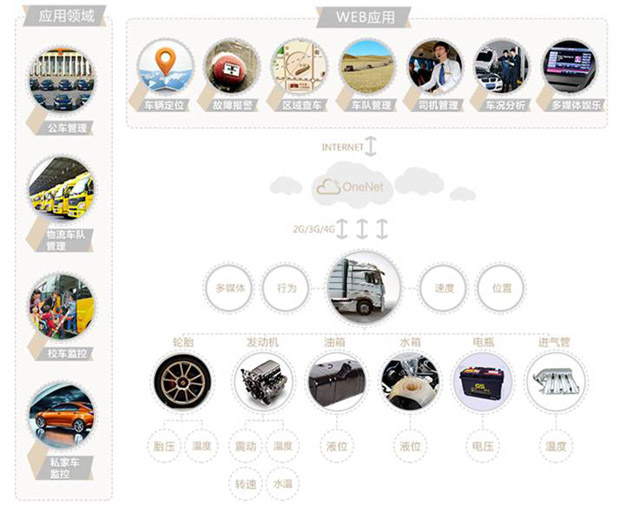 应用领域
公车管理
物流车队
管理
校车监控
私家车
监控
WEB应用
车辆定位
故障报警
区域查车
车队管理
司机管理
车况分析
多媒体娱乐
INTERNET
OneNet
2G/3G/4G
多媒体
行为
速度
位置
轮胎
发动机
油箱
水箱
电瓶
进气管
GS
胎压
温度
震动
温度
液位
液位
电压
温度
转速
水温